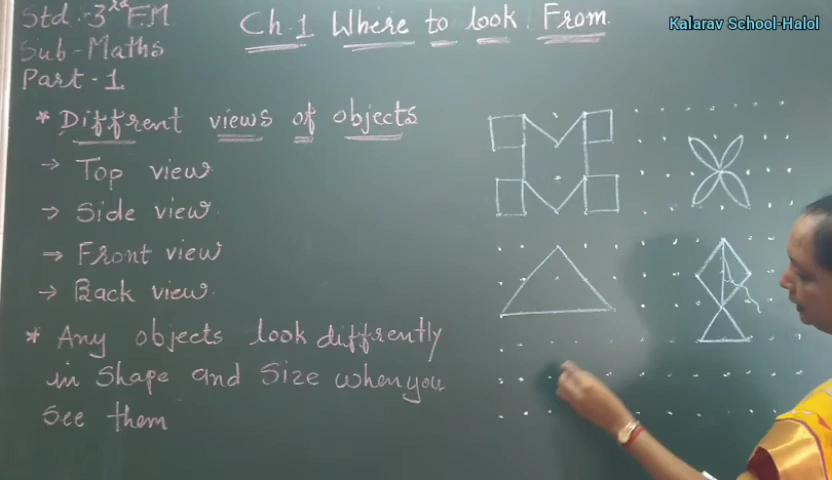 Std:-3rd E.M
Sub-Maths
Part-1
Ch.1 Where to look From
Kalarav School-Halol
* Diffrent views of objects
→ Top view
→ Side view
→ Front view
→ Back view
* Any objects look diffrently
in Shape and Size when you
see them